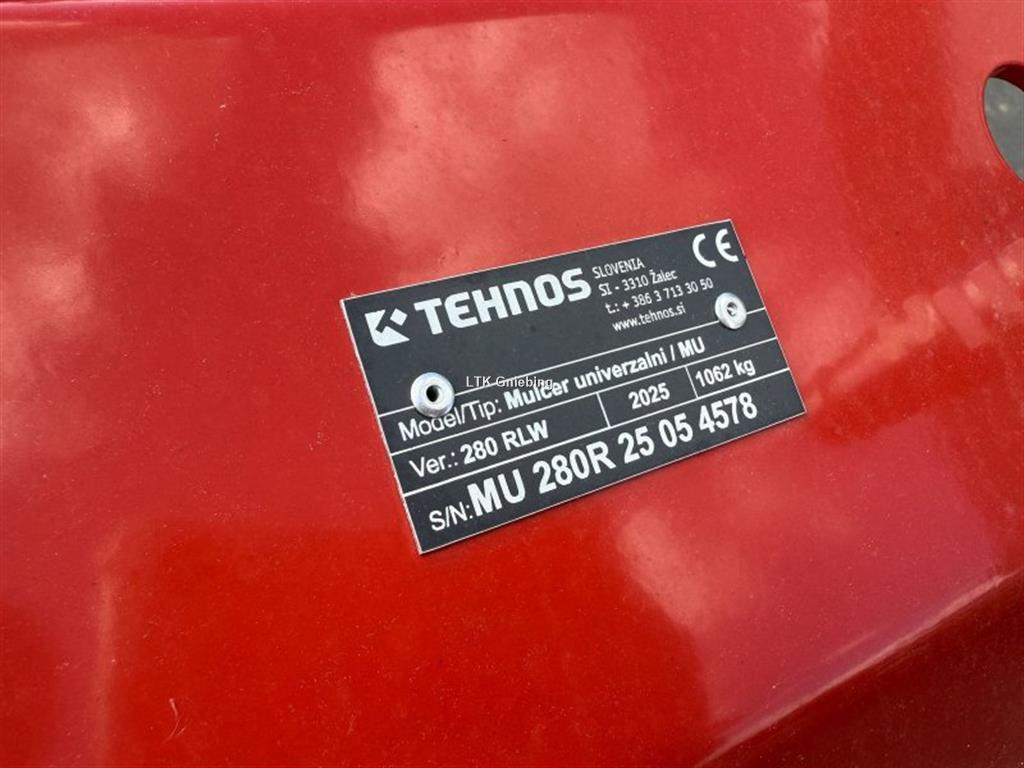 TEHNOS
SLOVENIA
SI - 3310 Žalec
t.: + 386 3 713 30 50
www.tehnos.si
CE
Model/Tip: Mulcer univerzalni / MU
Ver.: 280 RLW 2025 1062 kg
S/N: MU 280R 25 05 4578
LTK Gniebing